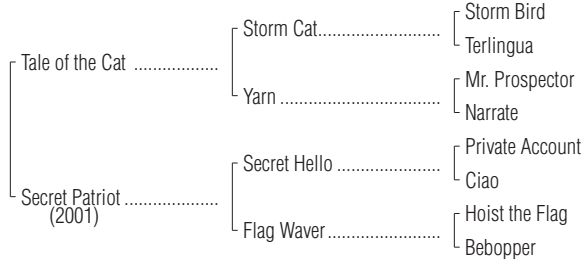 Storm Bird
Storm Cat..............................
Terlingua
Tale of the Cat .................
Mr. Prospector
Yarn ........................................
Narrate
Private Account
Secret Hello ..........................
Ciao
Secret Patriot ...................
(2001)
Hoist the Flag
Flag Waver............................
Bebopper